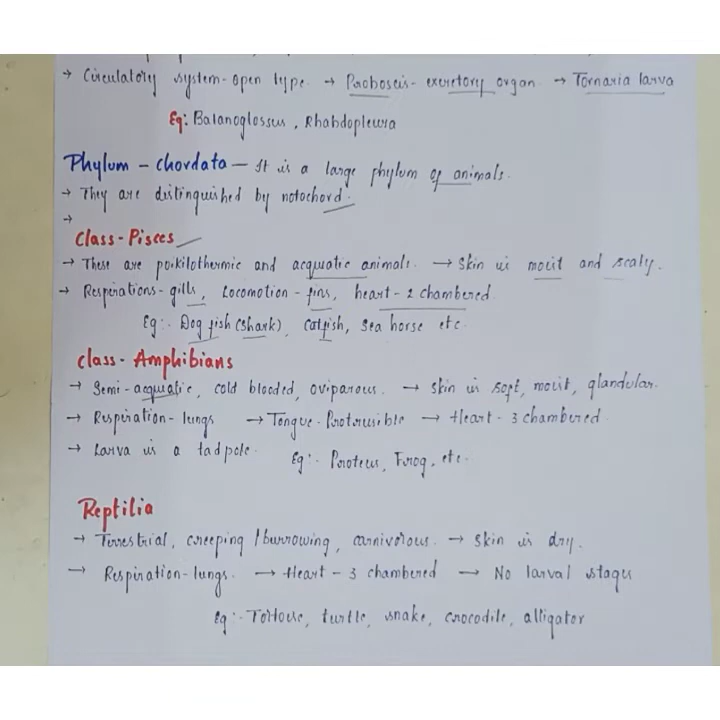 → Circulatory system - open type. → Proboscis - excretory organ. → Tornaria larva
Eg: Balanoglossus, Rhabdopleura
Phylum - chordata - It is a large phylum of animals.
→ They are distinguished by notochord.
→
Class - Pisces
→ These are poikilothermic and acquatic animals. → Skin is moist and scaly.
→ Respirations - gills, Locomotion - fins, heart - 2 chambered
Eg:- Dog fish (shark), Catfish, Sea horse etc
Class - Amphibians
→ Semi-acquatic, cold blooded, oviparous. → Skin is soft, moist, glandular.
→ Respiration - lungs → Tongue - Protrusible → Heart - 3 chambered.
→ Larva is a tadpole. Eg:- Proteus, Frog, etc.
Reptilia
→ Terrestrial, creeping / burrowing, carnivorous. → Skin is dry.
→ Respiration - lungs. → Heart - 3 chambered → No larval stages
Eg:- Tortoise, turtle, snake, crocodile, alligator